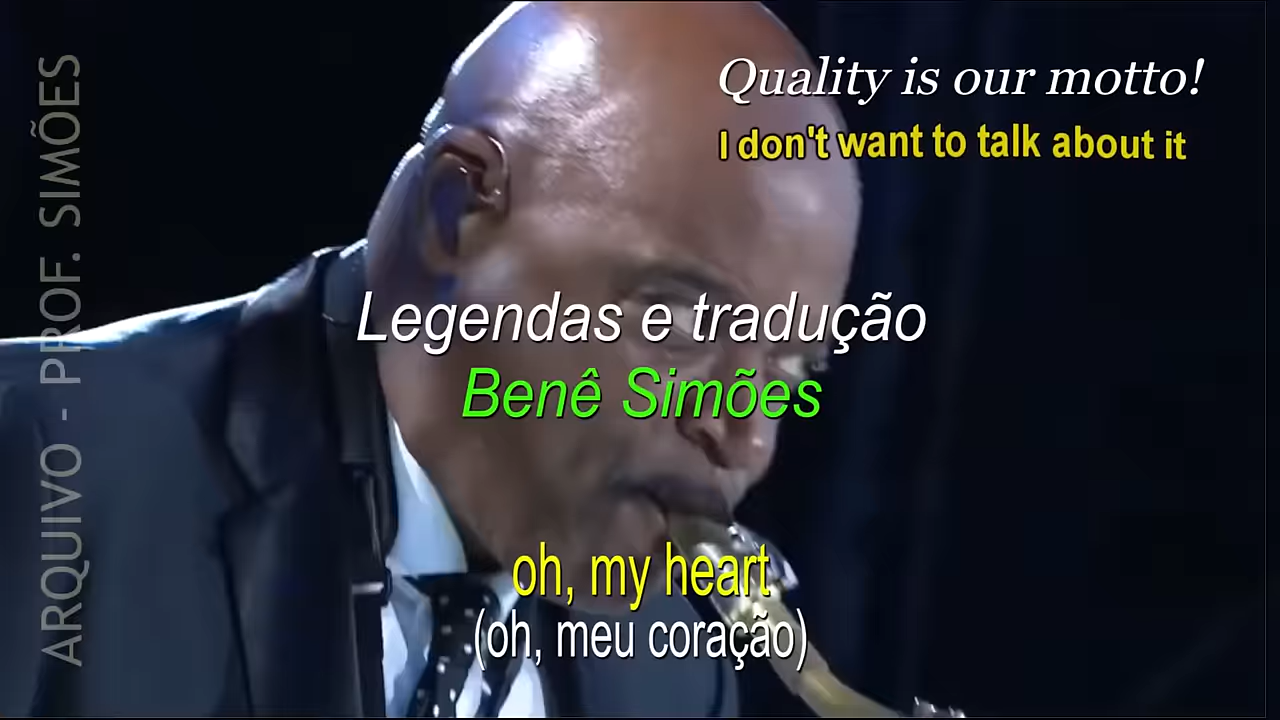 Quality is our motto!
I don't want to talk about it
ARQUIVO - PROF. SIMÕES
Legendas e tradução
Benê Simões
oh, my heart
(oh, meu coração)